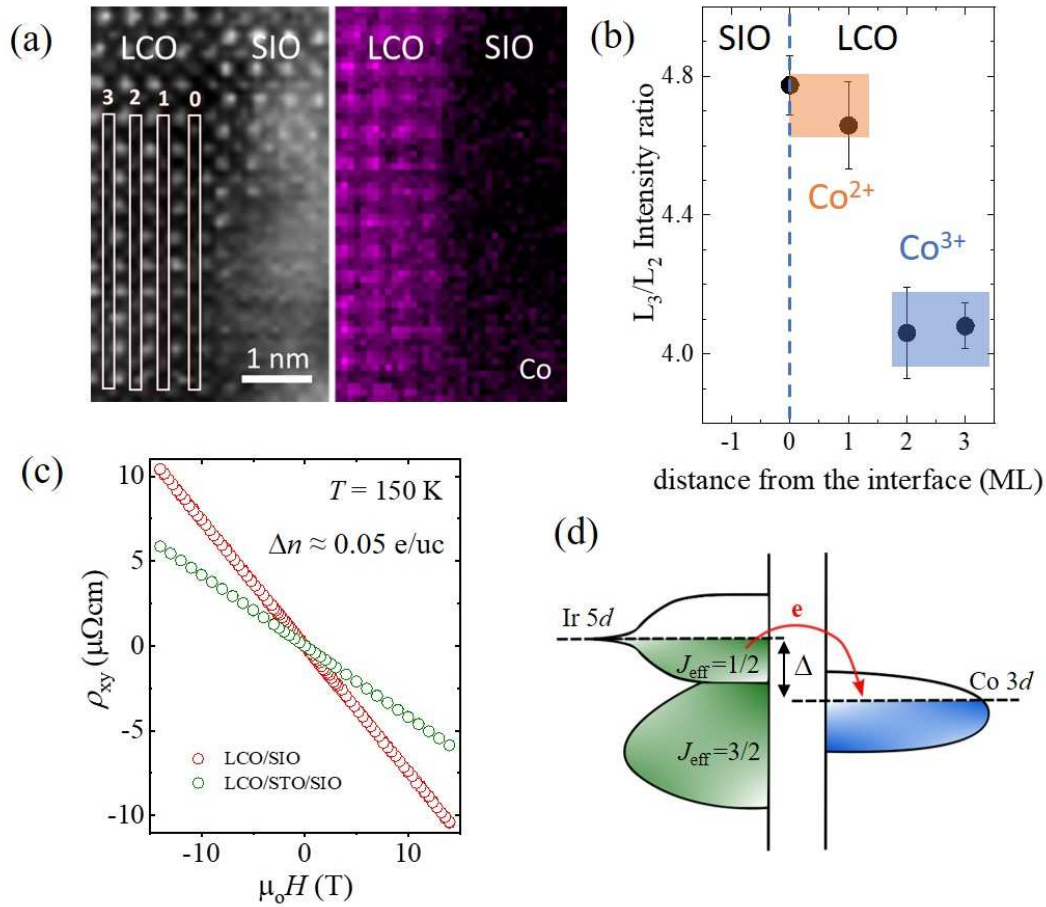 (a)
LCO SIO
3 2 1 0
1 nm
LCO SIO
Co
(b)
SIO LCO
4.8
4.4
4.0
L₃/L₂ Intensity ratio
Co²⁺
Co³⁺
-1 0 1 2 3
distance from the interface (ML)
(c)
10
5
0
-5
-10
ρxy (μΩcm)
T = 150 K
Δn ≈ 0.05 e/uc
LCO/SIO
LCO/STO/SIO
-10 0 10
μₒH (T)
(d)
Ir 5d
e
Jeff=1/2
Δ
Co 3d
Jeff=3/2